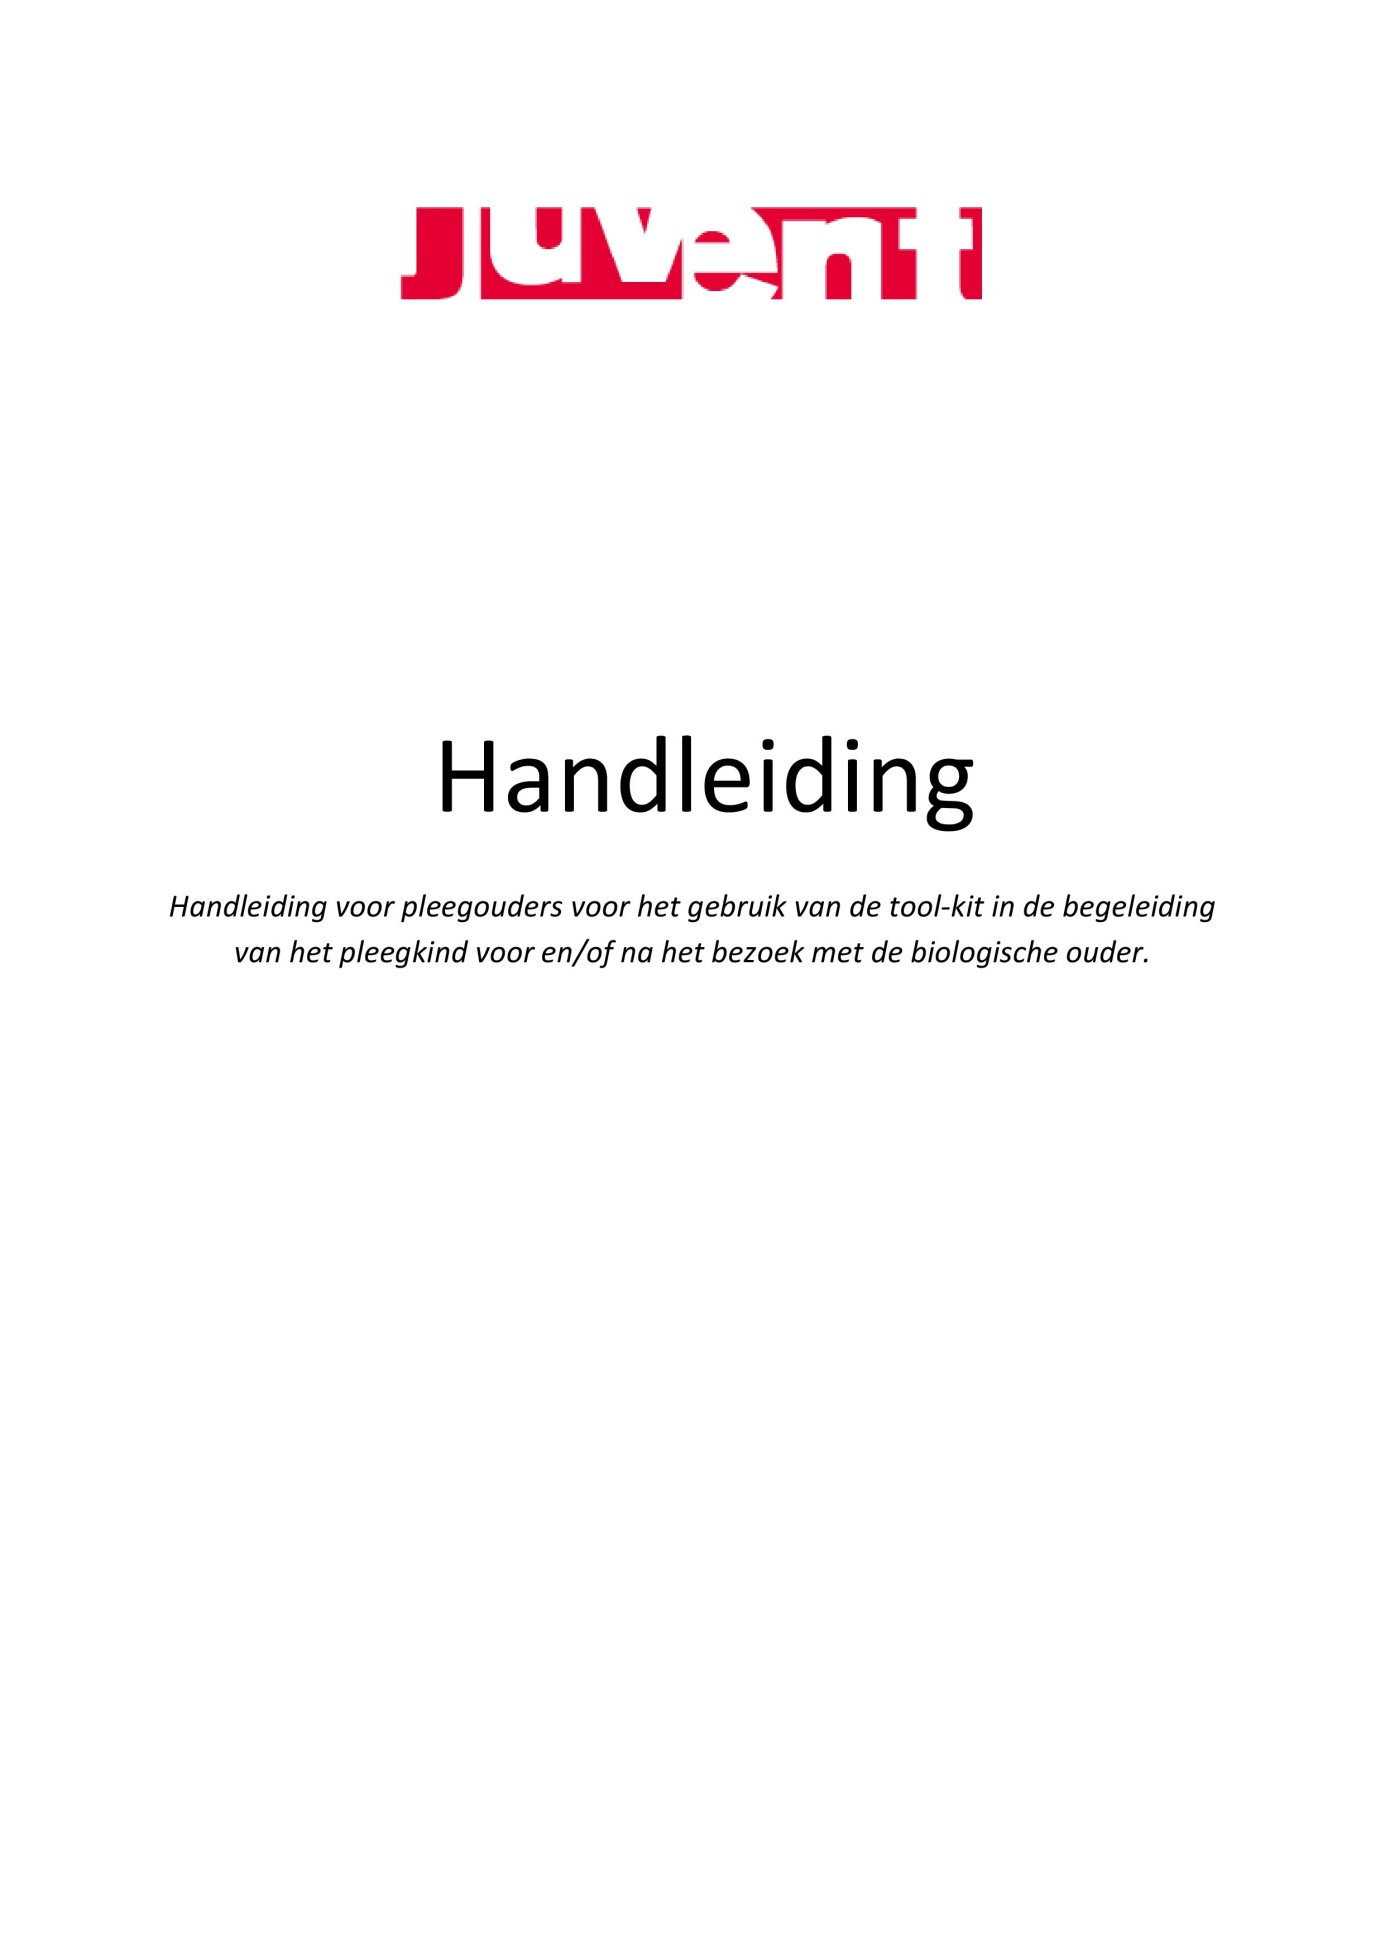 Juvent
Handleiding
Handleiding voor pleegouders voor het gebruik van de tool-kit in de begeleiding
van het pleegkind voor en/of na het bezoek met de biologische ouder.